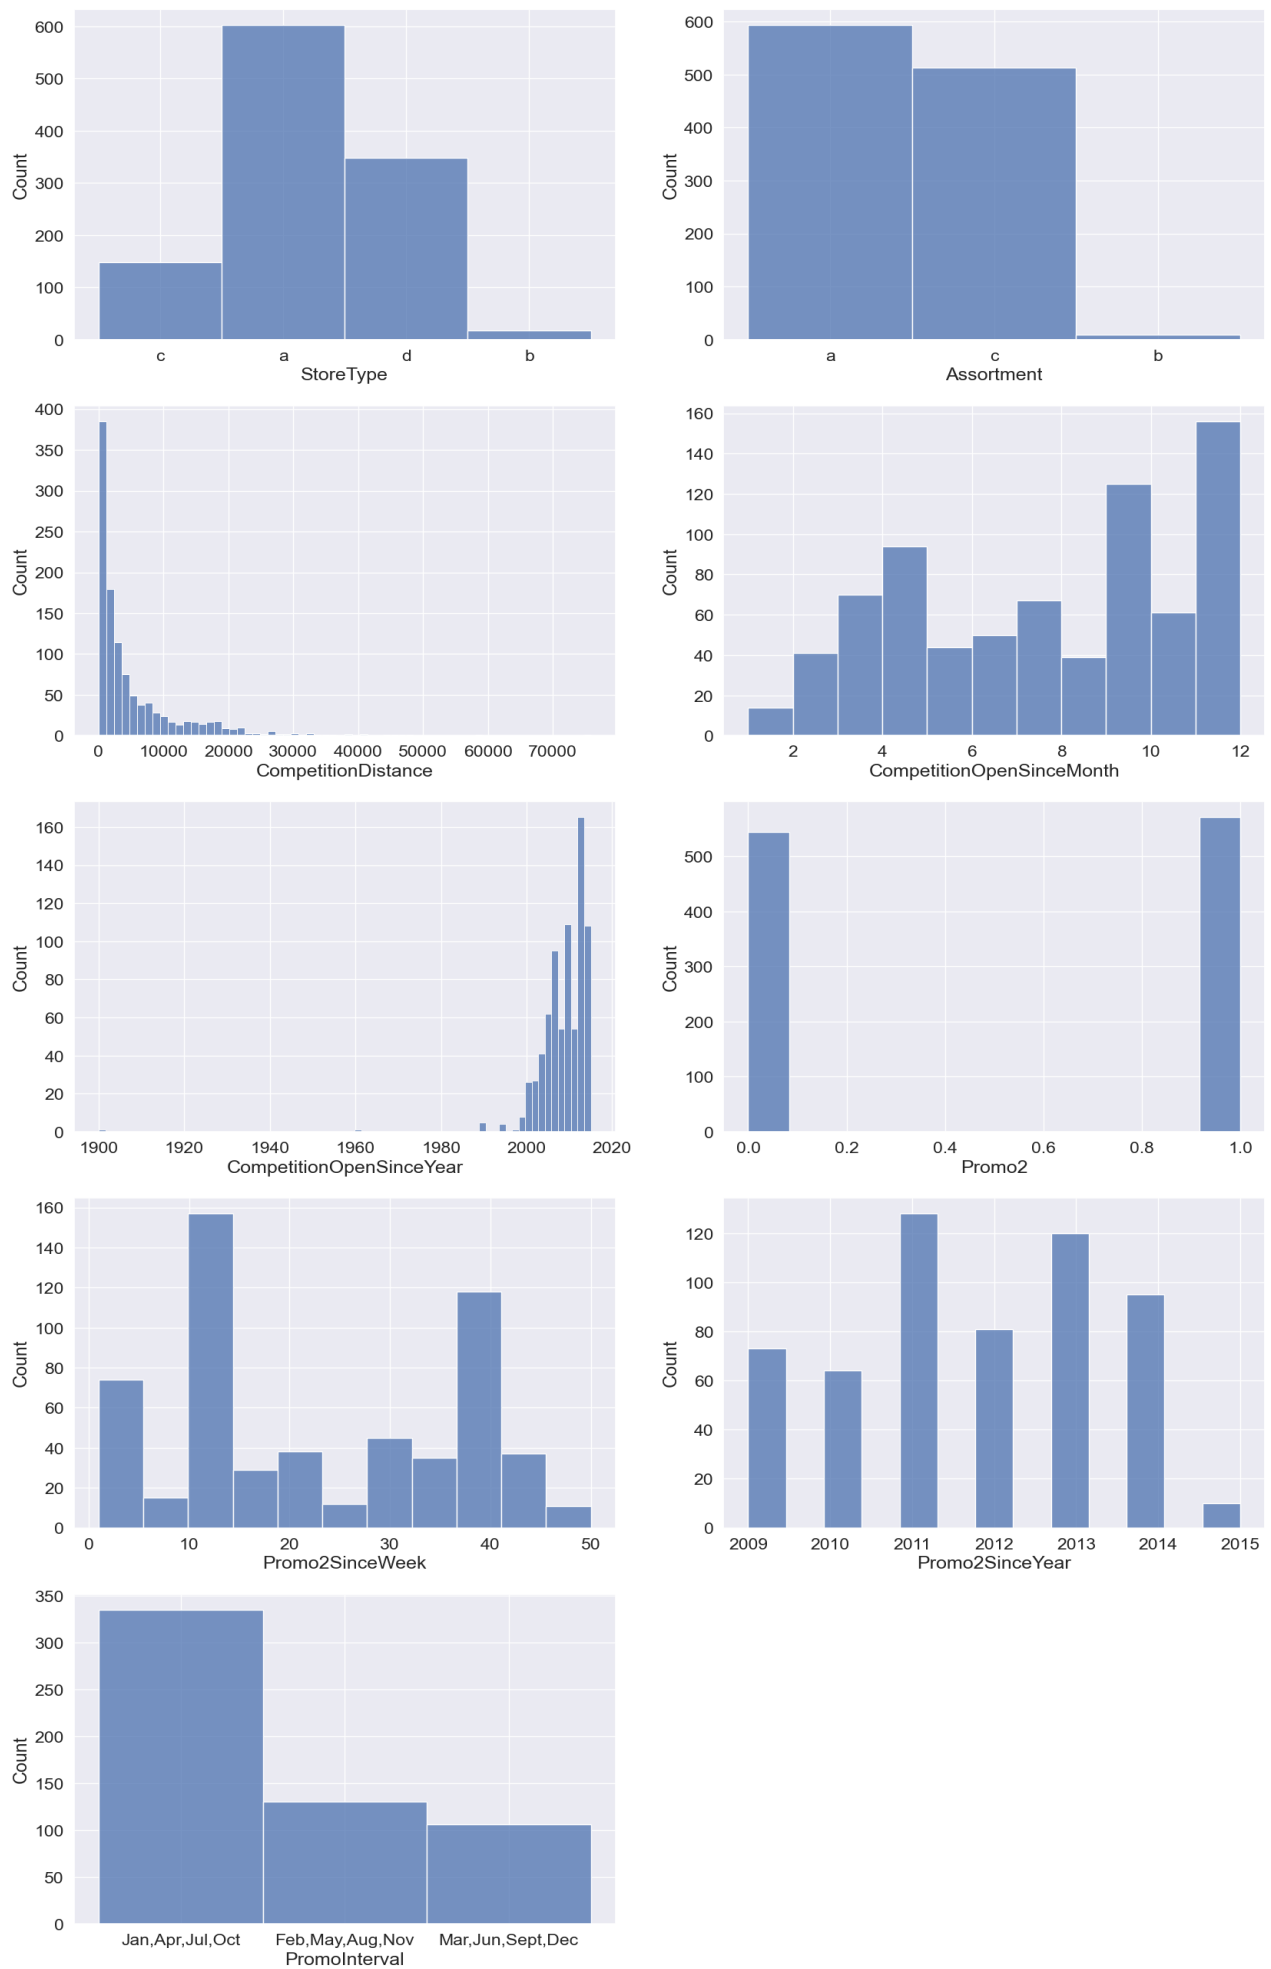 600
500
400
300
200
100
0
Count
c a d b
StoreType
600
500
400
300
200
100
0
Count
a c b
Assortment
400
350
300
250
200
150
100
50
0
Count
0 10000 20000 30000 40000 50000 60000 70000
CompetitionDistance
160
140
120
100
80
60
40
20
0
Count
2 4 6 8 10 12
CompetitionOpenSinceMonth
160
140
120
100
80
60
40
20
0
Count
1900 1920 1940 1960 1980 2000 2020
CompetitionOpenSinceYear
500
400
300
200
100
0
Count
0.0 0.2 0.4 0.6 0.8 1.0
Promo2
160
140
120
100
80
60
40
20
0
Count
0 10 20 30 40 50
Promo2SinceWeek
120
100
80
60
40
20
0
Count
2009 2010 2011 2012 2013 2014 2015
Promo2SinceYear
350
300
250
200
150
100
50
0
Count
Jan,Apr,Jul,Oct Feb,May,Aug,Nov Mar,Jun,Sept,Dec
PromoInterval